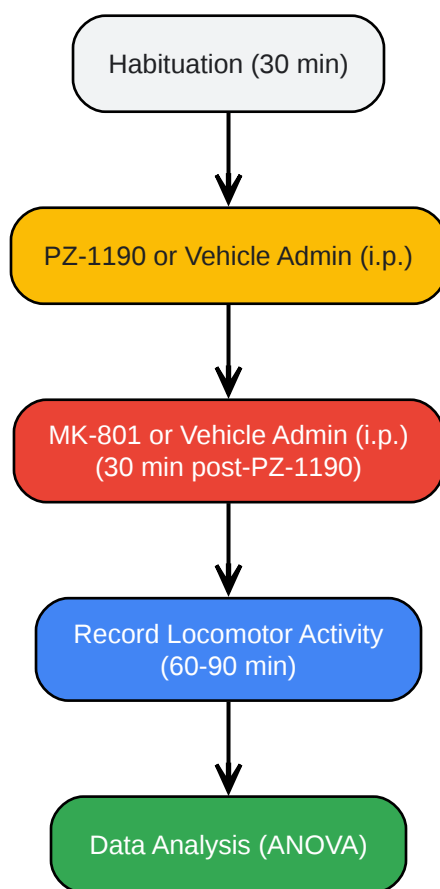 Habituation (30 min)
PZ-1190 or Vehicle Admin (i.p.)
MK-801 or Vehicle Admin (i.p.)
(30 min post-PZ-1190)
Record Locomotor Activity
(60-90 min)
Data Analysis (ANOVA)